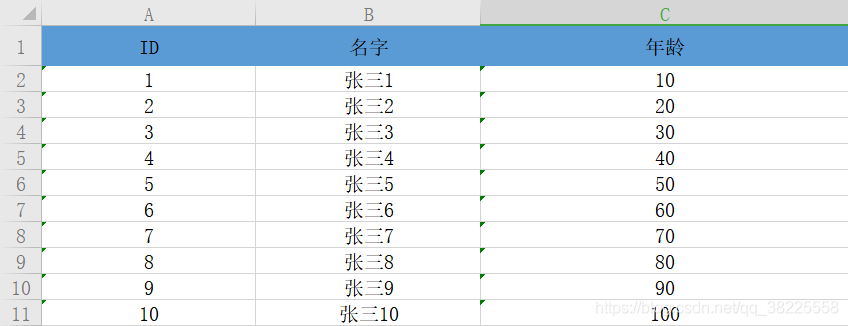 A B C
1 ID 名字 年龄
2 1 张三1 10
3 2 张三2 20
4 3 张三3 30
5 4 张三4 40
6 5 张三5 50
7 6 张三6 60
8 7 张三7 70
9 8 张三8 80
10 9 张三9 90
11 10 张三10 100
https://blog.csdn.net/qq_38225558